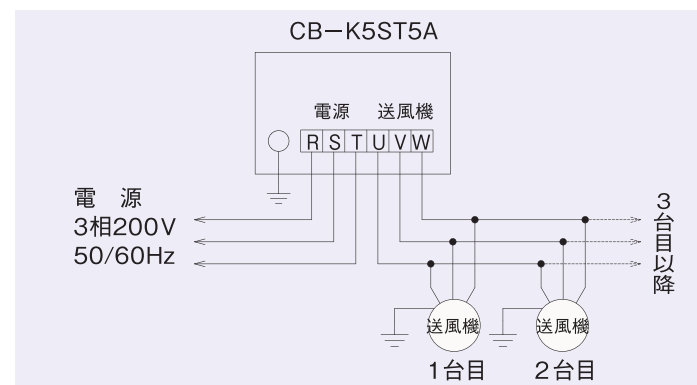 CB－K5ST5A
電源 送風機
R S T U V W
電 源
3相200V
50/60Hz
3台目以降
送風機 送風機
1台目 2台目